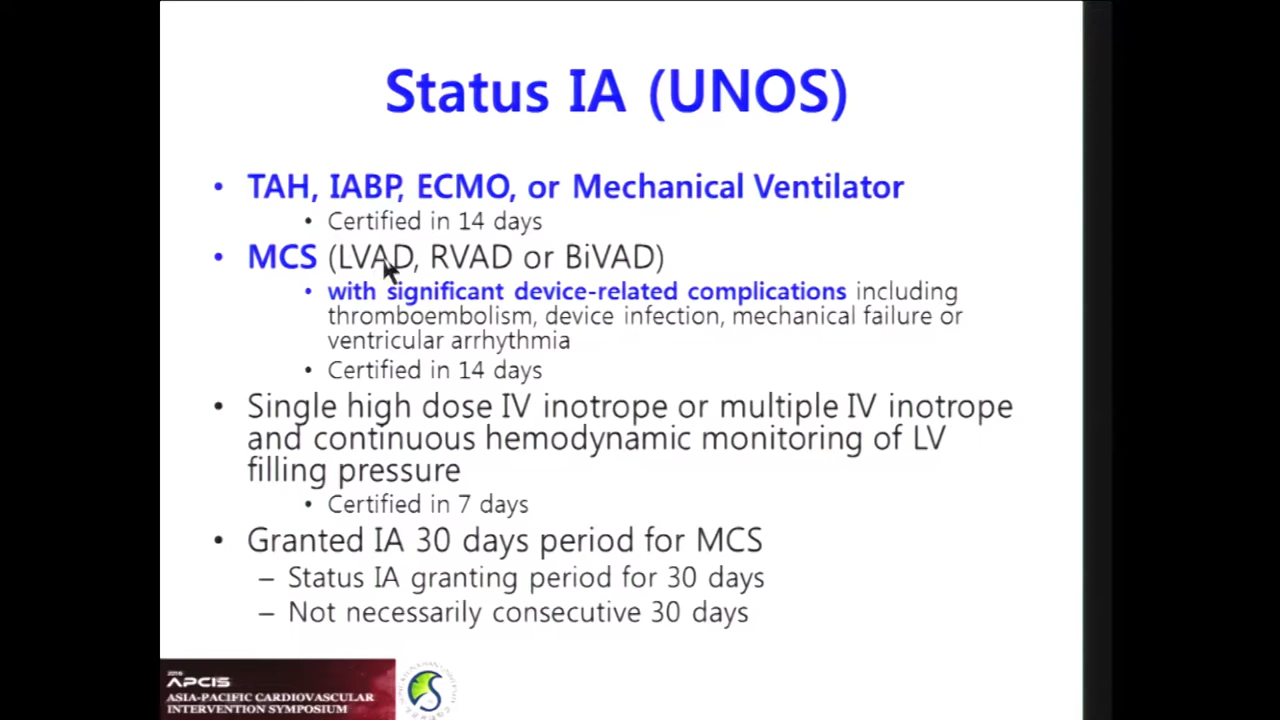 Status IA (UNOS)
• TAH, IABP, ECMO, or Mechanical Ventilator
• Certified in 14 days
• MCS (LVAD, RVAD or BiVAD)
• with significant device-related complications including
thromboembolism, device infection, mechanical failure or
ventricular arrhythmia
• Certified in 14 days
• Single high dose IV inotrope or multiple IV inotrope
and continuous hemodynamic monitoring of LV
filling pressure
• Certified in 7 days
• Granted IA 30 days period for MCS
– Status IA granting period for 30 days
– Not necessarily consecutive 30 days
APCIS
ASIA-PACIFIC CARDIOVASCULAR
INTERVENTION SYMPOSIUM